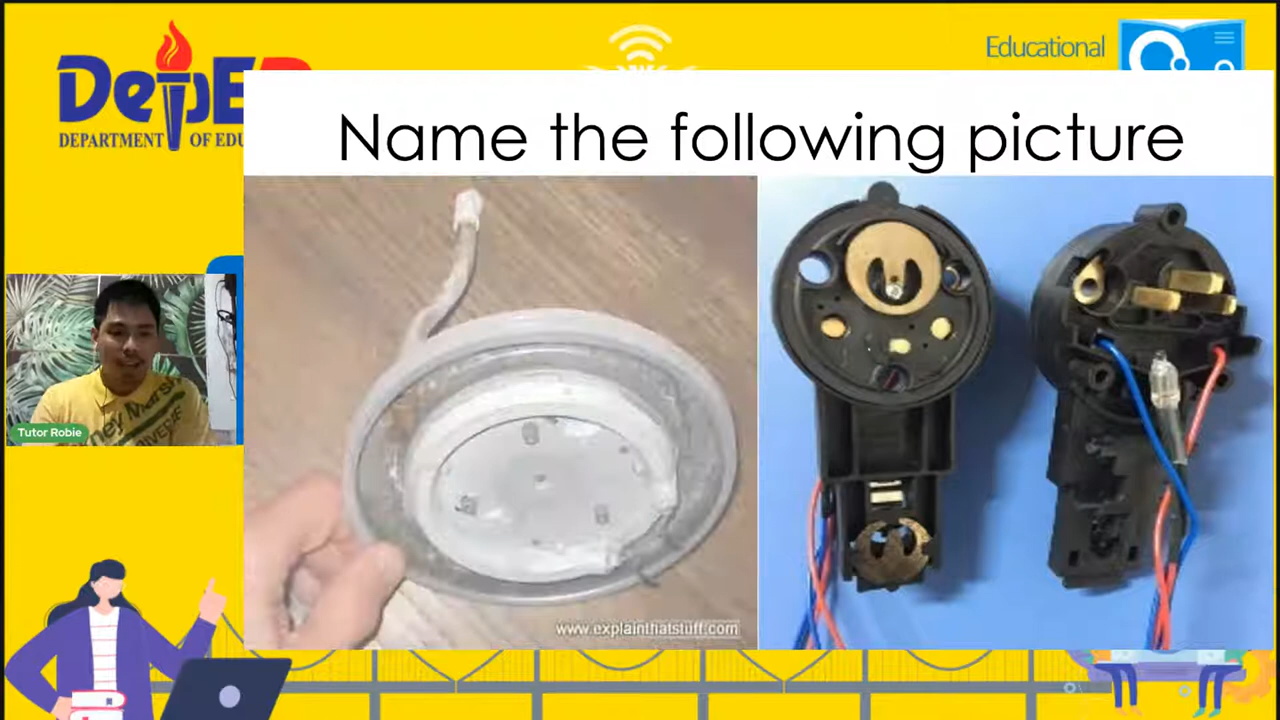 DepED
DEPARTMENT OF EDU
Educational
Name the following picture
Tutor Robie
www.explainthatstuff.com